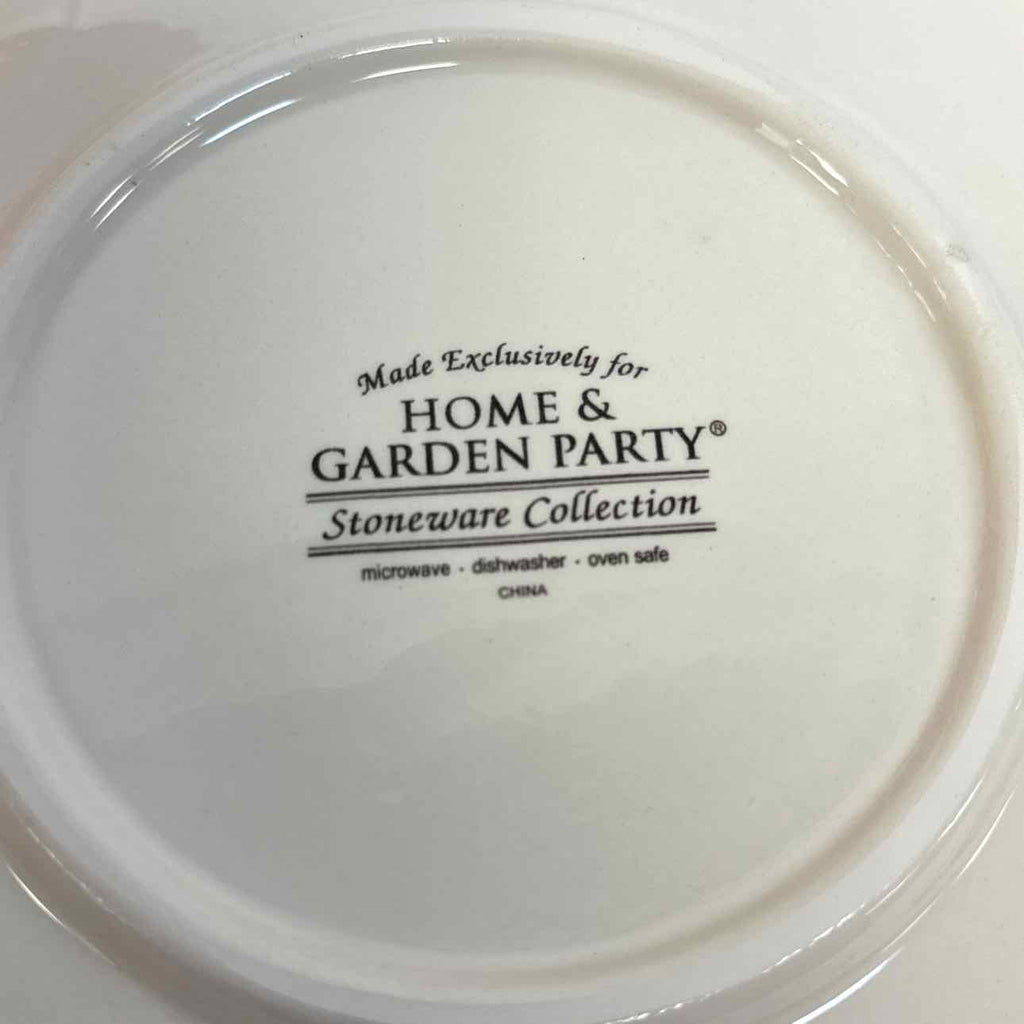 Made Exclusively for
HOME &
GARDEN PARTY®
Stoneware Collection
microwave · dishwasher · oven safe
CHINA